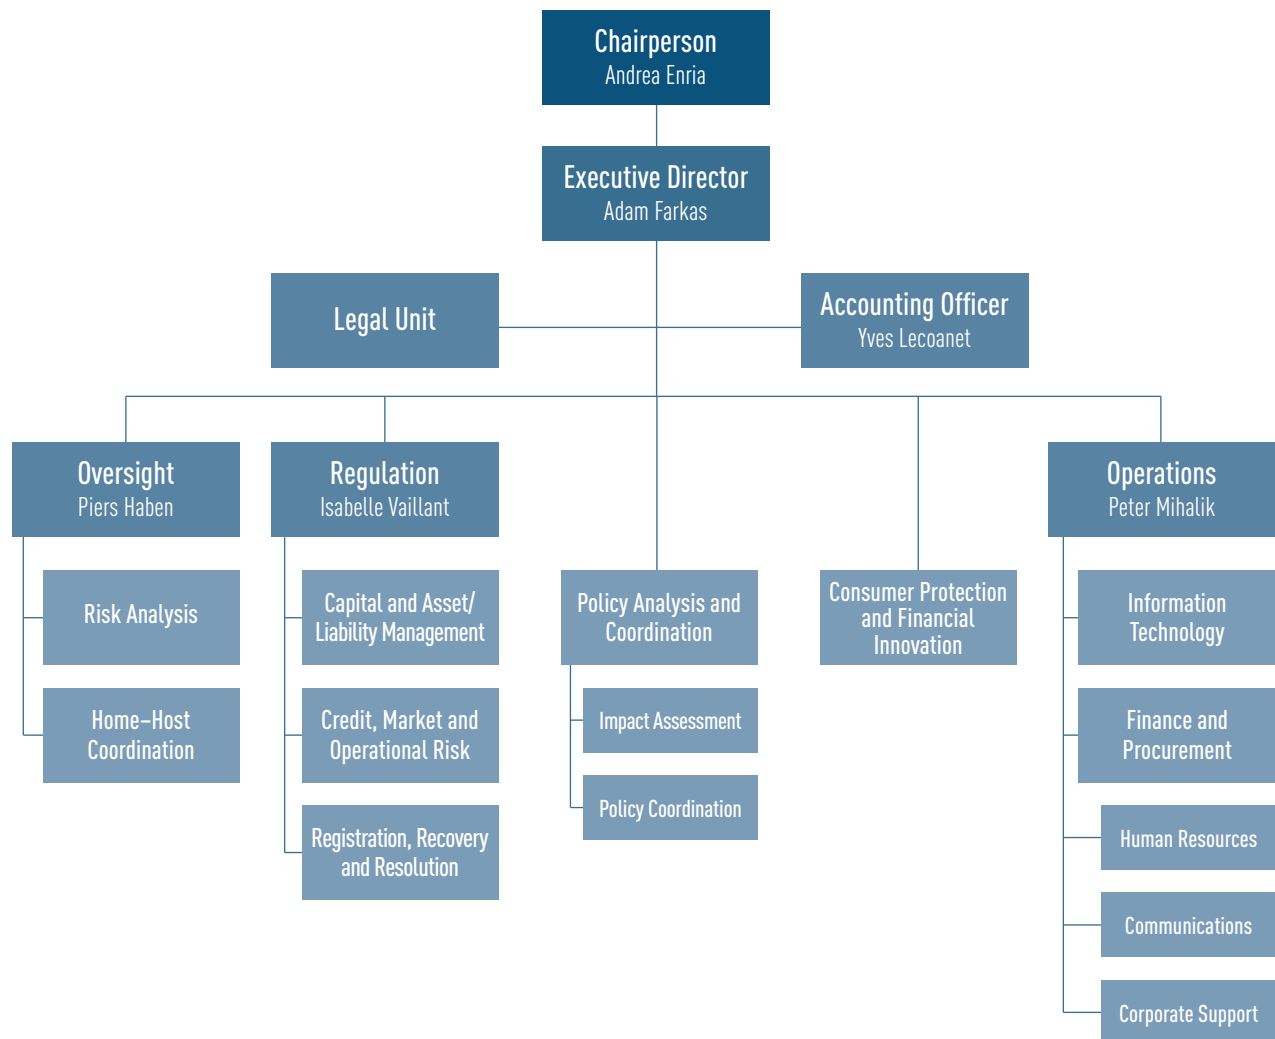 Chairperson
Andrea Enria
Executive Director
Adam Farkas
Legal Unit
Accounting Officer
Yves Lecoanet
Oversight
Piers Haben
Risk Analysis
Home–Host
Coordination
Regulation
Isabelle Vaillant
Capital and Asset/
Liability Management
Credit, Market and
Operational Risk
Registration, Recovery
and Resolution
Policy Analysis and
Coordination
Impact Assessment
Policy Coordination
Consumer Protection
and Financial
Innovation
Operations
Peter Mihalik
Information
Technology
Finance and
Procurement
Human Resources
Communications
Corporate Support